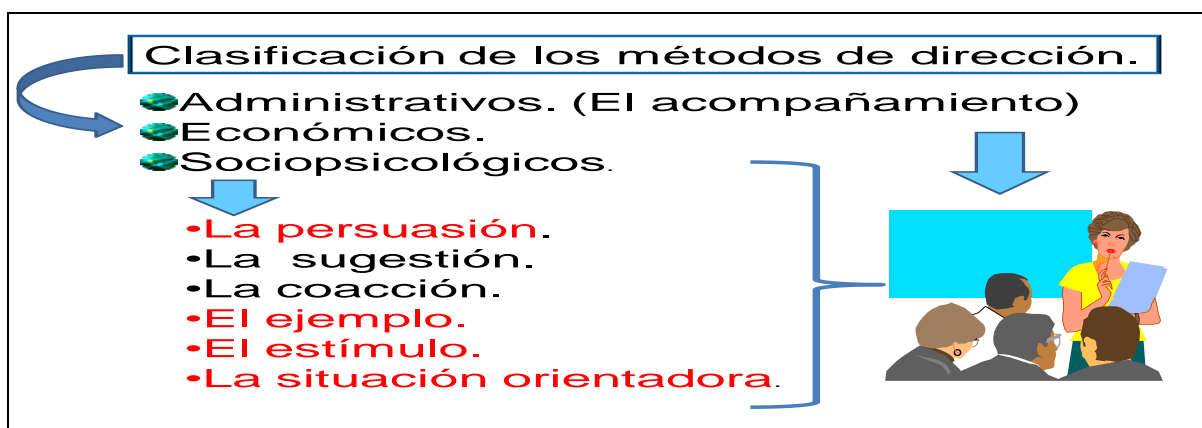 Clasificación de los métodos de dirección.
Administrativos. (El acompañamiento)
Económicos.
Sociopsicológicos.
•La persuasión.
•La sugestión.
•La coacción.
•El ejemplo.
•El estímulo.
•La situación orientadora.